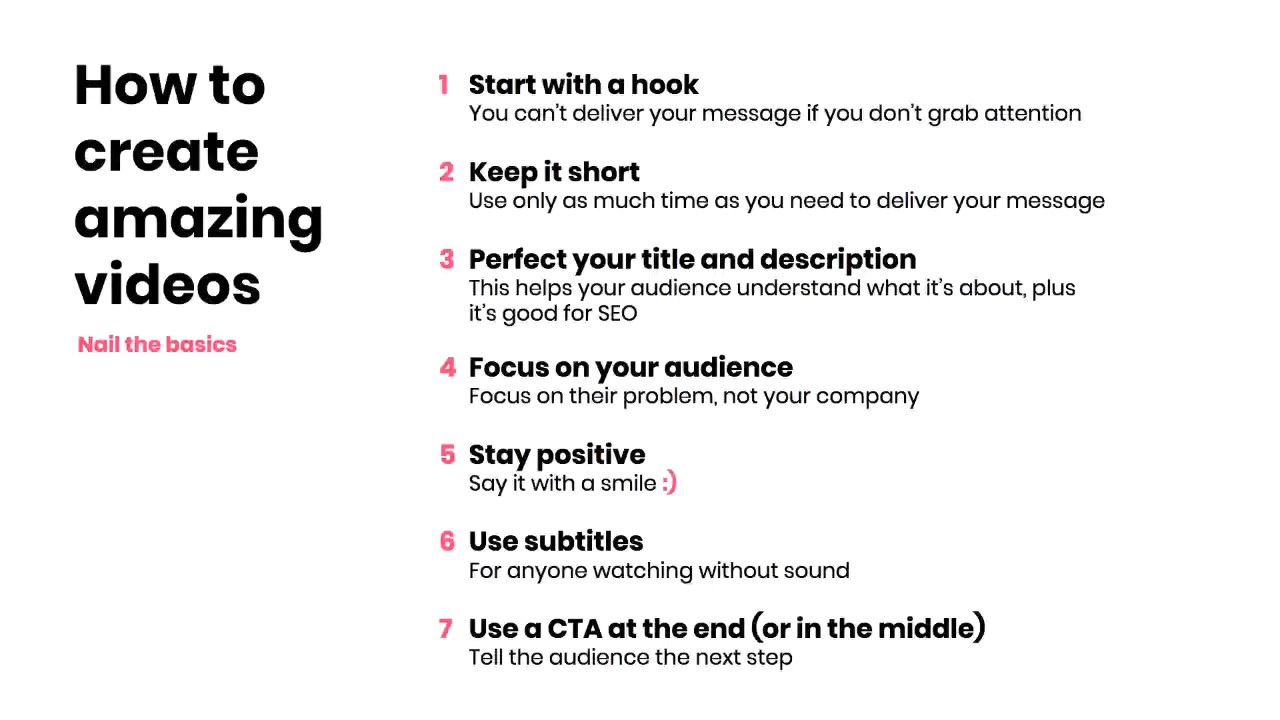 How to
create
amazing
videos
Nail the basics
1 Start with a hook
You can’t deliver your message if you don’t grab attention
2 Keep it short
Use only as much time as you need to deliver your message
3 Perfect your title and description
This helps your audience understand what it’s about, plus
it’s good for SEO
4 Focus on your audience
Focus on their problem, not your company
5 Stay positive
Say it with a smile :)
6 Use subtitles
For anyone watching without sound
7 Use a CTA at the end (or in the middle)
Tell the audience the next step